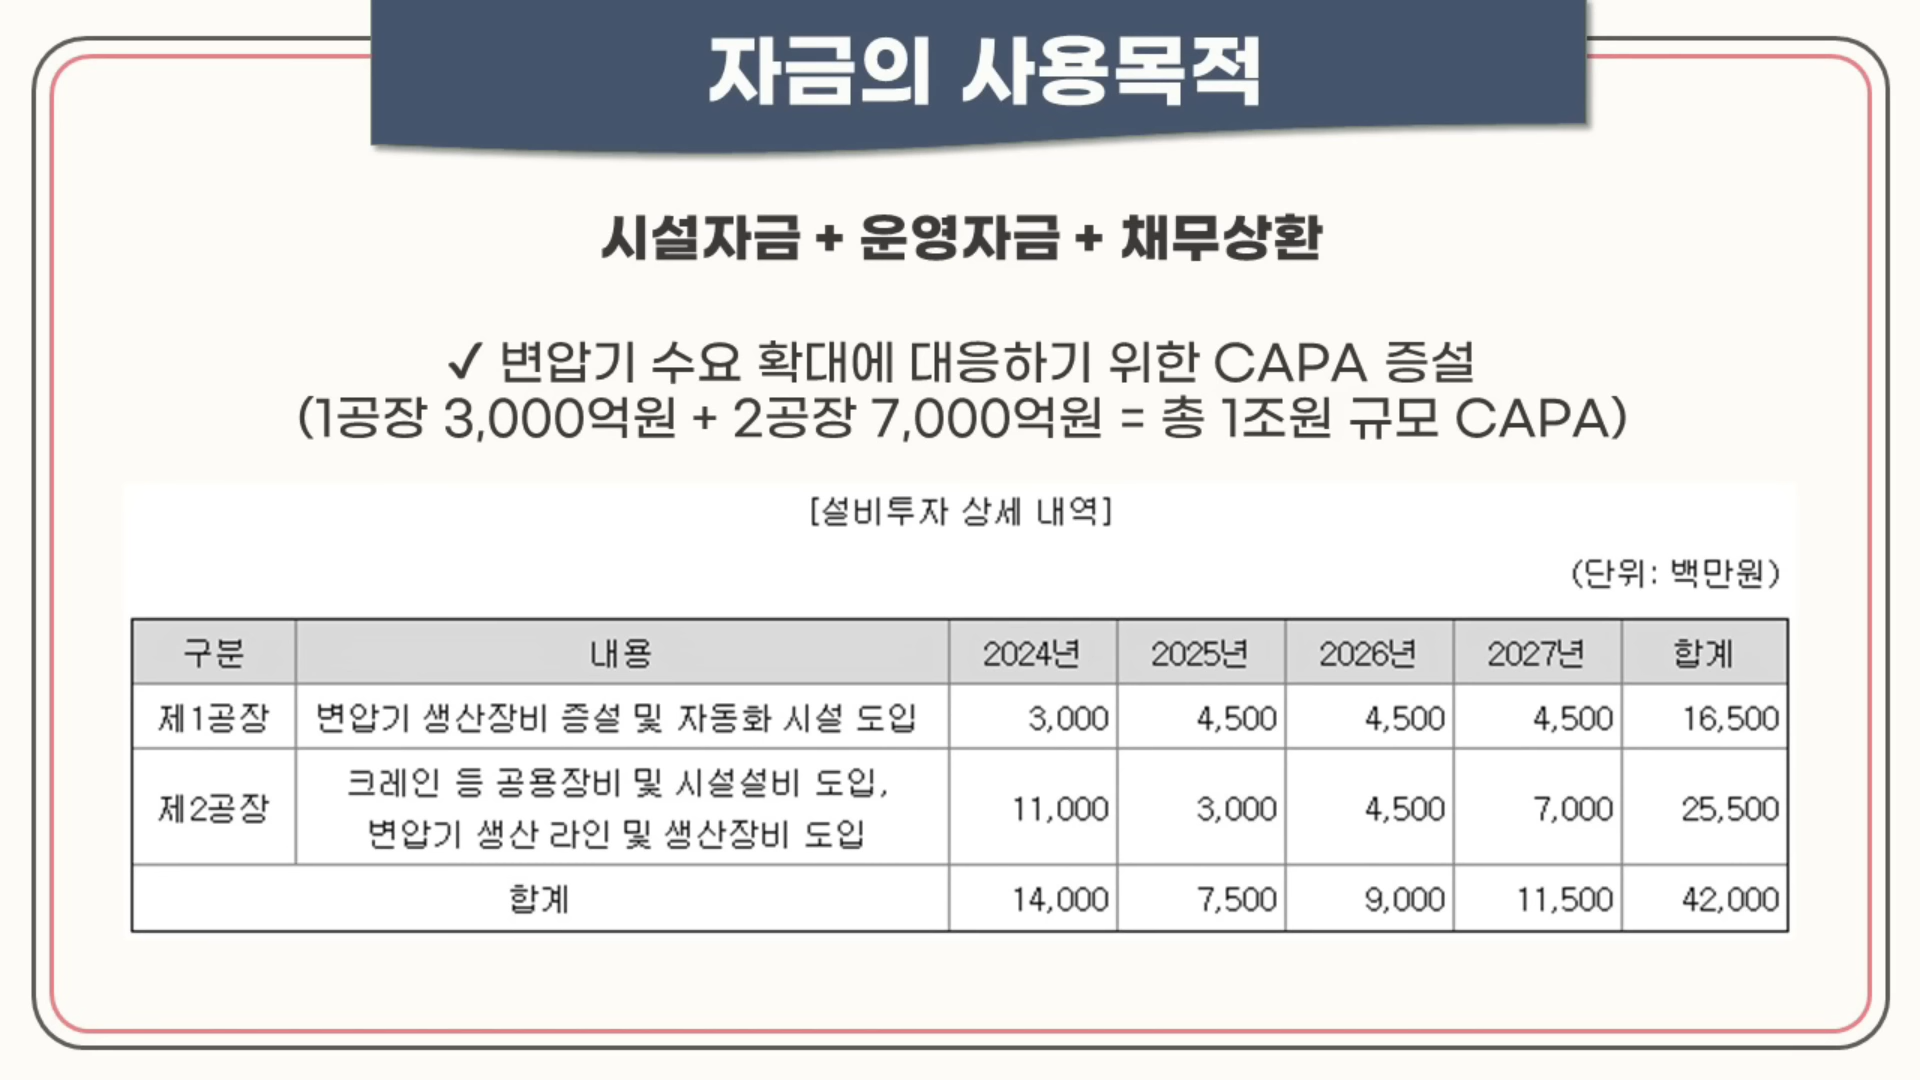 자금의 사용목적
시설자금 + 운영자금 + 채무상환
✓ 변압기 수요 확대에 대응하기 위한 CAPA 증설
(1공장 3,000억원 + 2공장 7,000억원 = 총 1조원 규모 CAPA)
[설비투자 상세 내역]
(단위: 백만원)
구분 내용 2024년 2025년 2026년 2027년 합계
제1공장 변압기 생산장비 증설 및 자동화 시설 도입 3,000 4,500 4,500 4,500 16,500
제2공장 크레인 등 공용장비 및 시설설비 도입,
변압기 생산 라인 및 생산장비 도입 11,000 3,000 4,500 7,000 25,500
합계 14,000 7,500 9,000 11,500 42,000